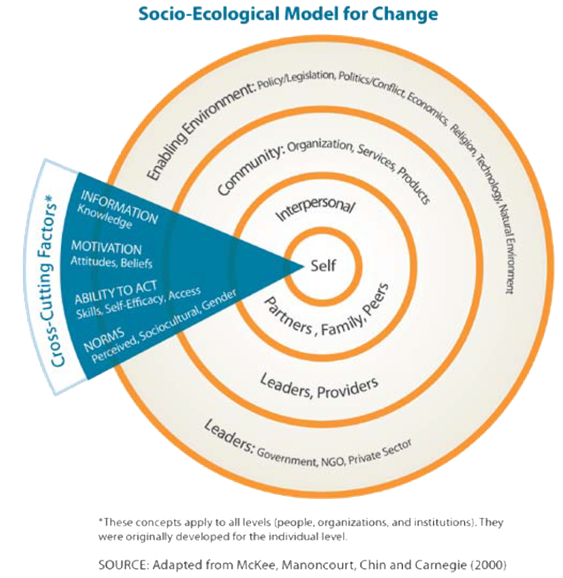 Socio-Ecological Model for Change
Enabling Environment: Policy/Legislation, Politics/Conflict, Economics, Religion, Technology, Natural Environment
Community: Organization, Services, Products
Interpersonal
Self
Partners, Family, Peers
Leaders, Providers
Leaders: Government, NGO, Private Sector
Cross-Cutting Factors*
INFORMATION
Knowledge
MOTIVATION
Attitudes, Beliefs
ABILITY TO ACT
Skills, Self-Efficacy, Access
NORMS
Perceived, Sociocultural, Gender
*These concepts apply to all levels (people, organizations, and institutions). They
were originally developed for the individual level.
SOURCE: Adapted from McKee, Manoncourt, Chin and Carnegie (2000)